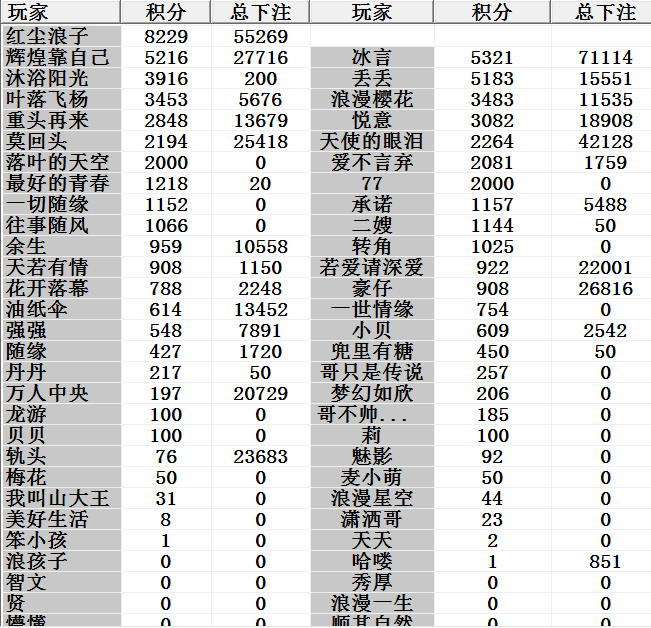 玩家 积分 总下注 玩家 积分 总下注
红尘浪子 8229 55269
辉煌靠自己 5216 27716 冰言 5321 71114
沐浴阳光 3916 200 丢丢 5183 15551
叶落飞杨 3453 5676 浪漫樱花 3483 11535
重头再来 2848 13679 悦意 3082 18908
莫回头 2194 25418 天使的眼泪 2264 42128
落叶的天空 2000 0 爱不言弃 2081 1759
最好的青春 1218 20 77 2000 0
一切随缘 1152 0 承诺 1157 5488
往事随风 1066 0 二嫂 1144 50
余生 959 10558 转角 1025 0
天若有情 908 1150 若爱请深爱 922 22001
花开落幕 788 2248 豪仔 908 26816
油纸伞 614 13452 一世情缘 754 0
强强 548 7891 小贝 609 2542
随缘 427 1720 兜里有糖 450 50
丹丹 217 50 哥只是传说 257 0
万人中央 197 20729 梦幻如欣 206 0
龙游 100 0 哥不帅... 185 0
贝贝 100 0 莉 100 0
轨头 76 23683 魅影 92 0
梅花 50 0 麦小萌 50 0
我叫山大王 31 0 浪漫星空 44 0
美好生活 8 0 潇洒哥 23 0
笨小孩 1 0 天天 2 0
浪孩子 0 0 哈喽 1 851
智文 0 0 秀厚 0 0
贤 0 0 浪漫一生 0 0
懵懂 0 0 顺其自然 0 0